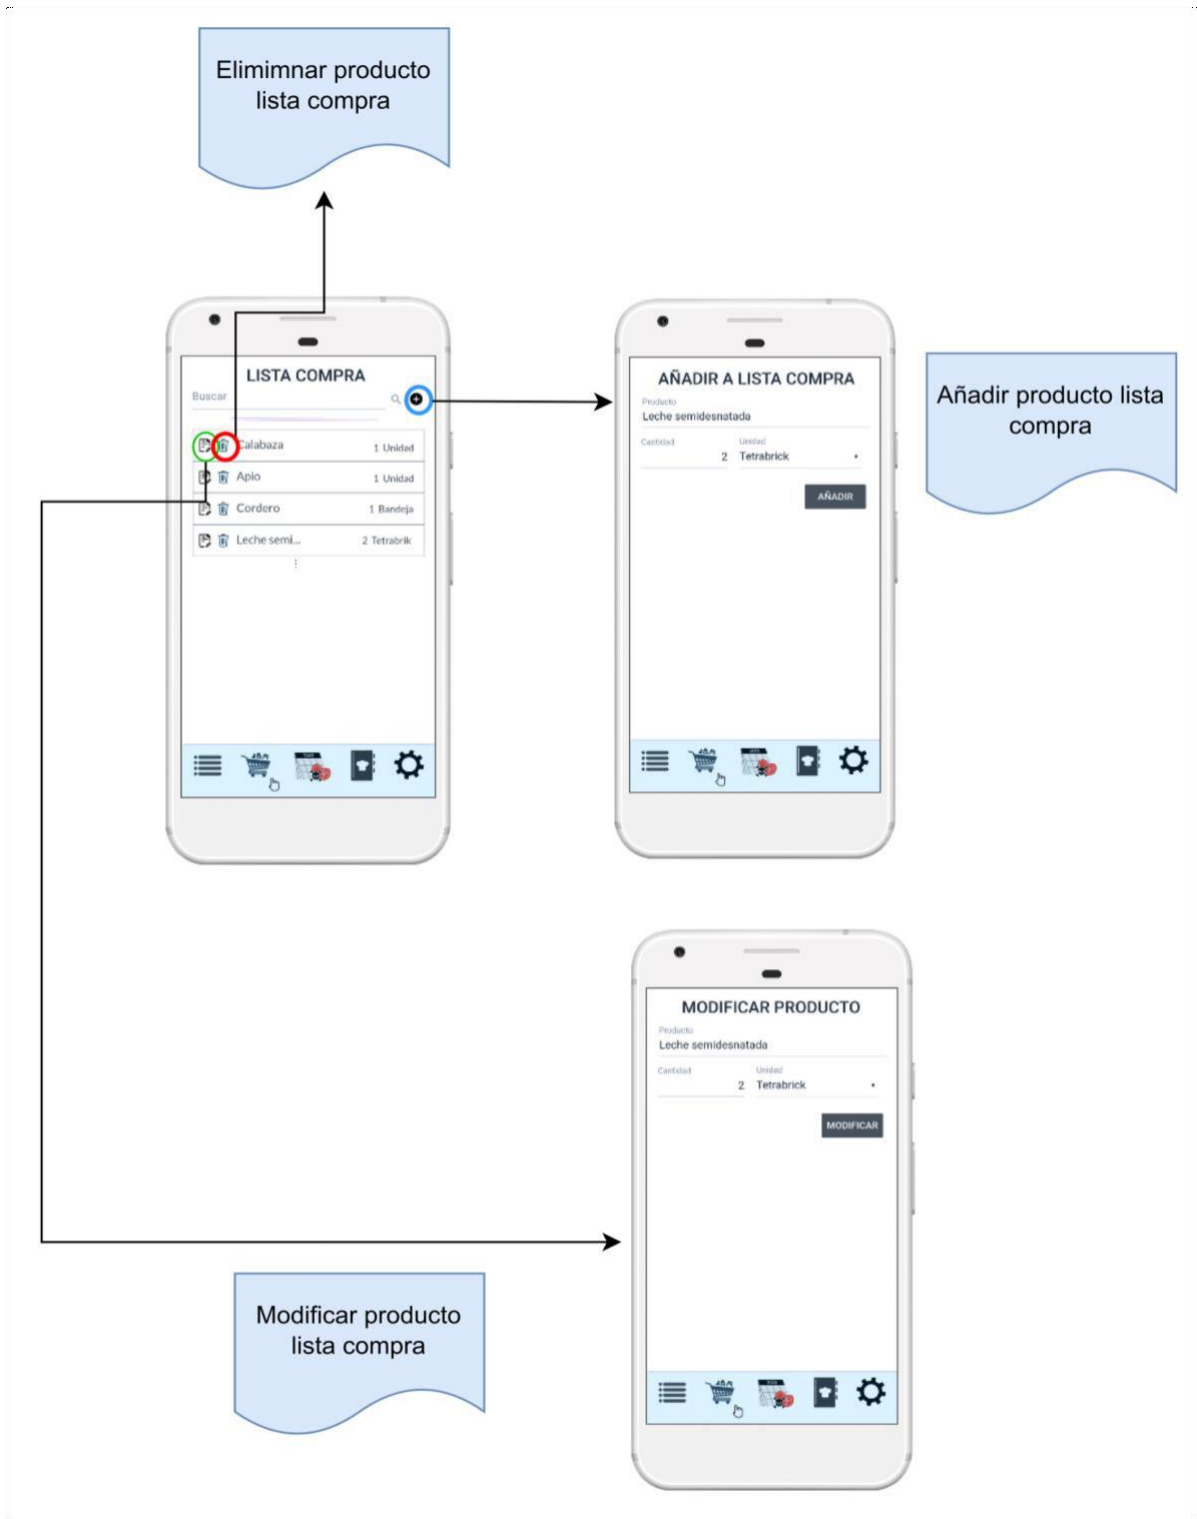 Elimimnar producto
lista compra
LISTA COMPRA
Buscar
Calabaza 1 Unidad
Apio 1 Unidad
Cordero 1 Bandeja
Leche semi... 2 Tetrabrik
AÑADIR A LISTA COMPRA
Producto
Leche semidesnatada
Cantidad Unidad
2 Tetrabrick
AÑADIR
Añadir producto lista
compra
MODIFICAR PRODUCTO
Producto
Leche semidesnatada
Cantidad Unidad
2 Tetrabrick
MODIFICAR
Modificar producto
lista compra